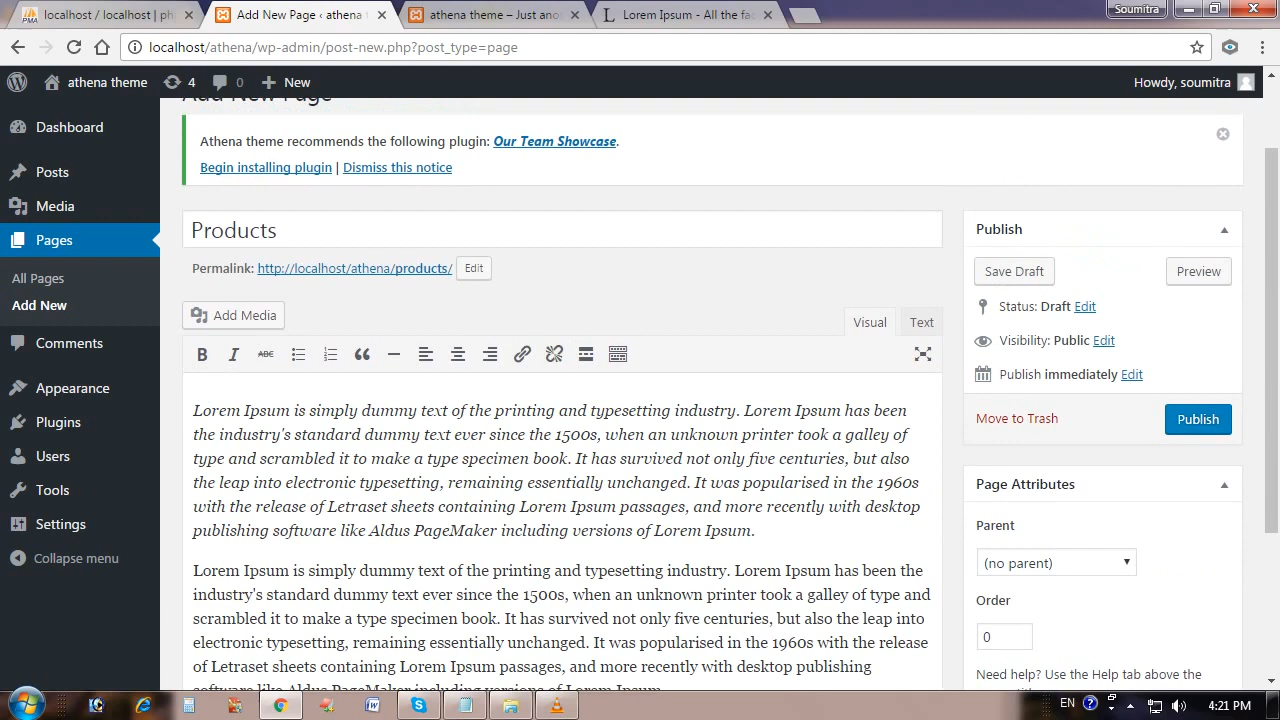 localhost / localhost | ph
Add New Page ‹ athena t
athena theme – Just ano
Lorem Ipsum - All the fa
Soumitra
localhost/athena/wp-admin/post-new.php?post_type=page
athena theme
4
0
New
Howdy, soumitra
Add New Page
Dashboard
Posts
Media
Pages
All Pages
Add New
Comments
Appearance
Plugins
Users
Tools
Settings
Collapse menu
Athena theme recommends the following plugin: Our Team Showcase.
Begin installing plugin | Dismiss this notice
Products
Permalink: http://localhost/athena/products/ Edit
Add Media
Visual
Text
B I ABC
Lorem Ipsum is simply dummy text of the printing and typesetting industry. Lorem Ipsum has been
the industry's standard dummy text ever since the 1500s, when an unknown printer took a galley of
type and scrambled it to make a type specimen book. It has survived not only five centuries, but also
the leap into electronic typesetting, remaining essentially unchanged. It was popularised in the 1960s
with the release of Letraset sheets containing Lorem Ipsum passages, and more recently with desktop
publishing software like Aldus PageMaker including versions of Lorem Ipsum.
Lorem Ipsum is simply dummy text of the printing and typesetting industry. Lorem Ipsum has been the
industry's standard dummy text ever since the 1500s, when an unknown printer took a galley of type and
scrambled it to make a type specimen book. It has survived not only five centuries, but also the leap into
electronic typesetting, remaining essentially unchanged. It was popularised in the 1960s with the release
of Letraset sheets containing Lorem Ipsum passages, and more recently with desktop publishing
software like Aldus PageMaker including versions of Lorem Ipsum.
Publish
Save Draft
Preview
Status: Draft Edit
Visibility: Public Edit
Publish immediately Edit
Move to Trash
Publish
Page Attributes
Parent
(no parent)
Order
0
Need help? Use the Help tab above the
EN
4:21 PM